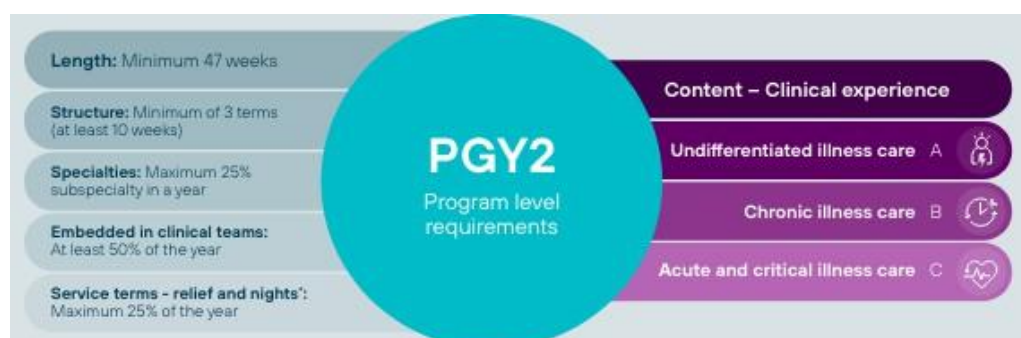 Length: Minimum 47 weeks
Structure: Minimum of 3 terms
(at least 10 weeks)
Specialties: Maximum 25%
subspecialty in a year
Embedded in clinical teams:
At least 50% of the year
Service terms - relief and nights*:
Maximum 25% of the year
PGY2
Program level
requirements
Content – Clinical experience
Undifferentiated illness care A
Chronic illness care B
Acute and critical illness care C